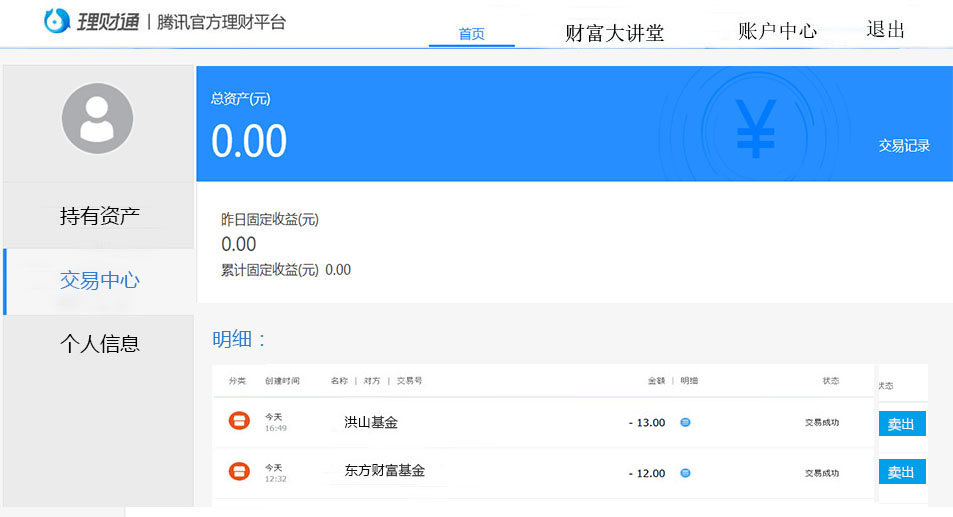 理财通 | 腾讯官方理财平台
首页 财富大讲堂 账户中心 退出
总资产(元)
0.00
¥
交易记录
持有资产
交易中心
个人信息
昨日固定收益(元)
0.00
累计固定收益(元) 0.00
明细：
分类 创建时间 名称 | 对方 | 交易号 金额 | 明细 状态 状态
今天
16:49
洪山基金 - 13.00 交易成功 卖出
今天
12:32
东方财富基金 - 12.00 交易成功 卖出